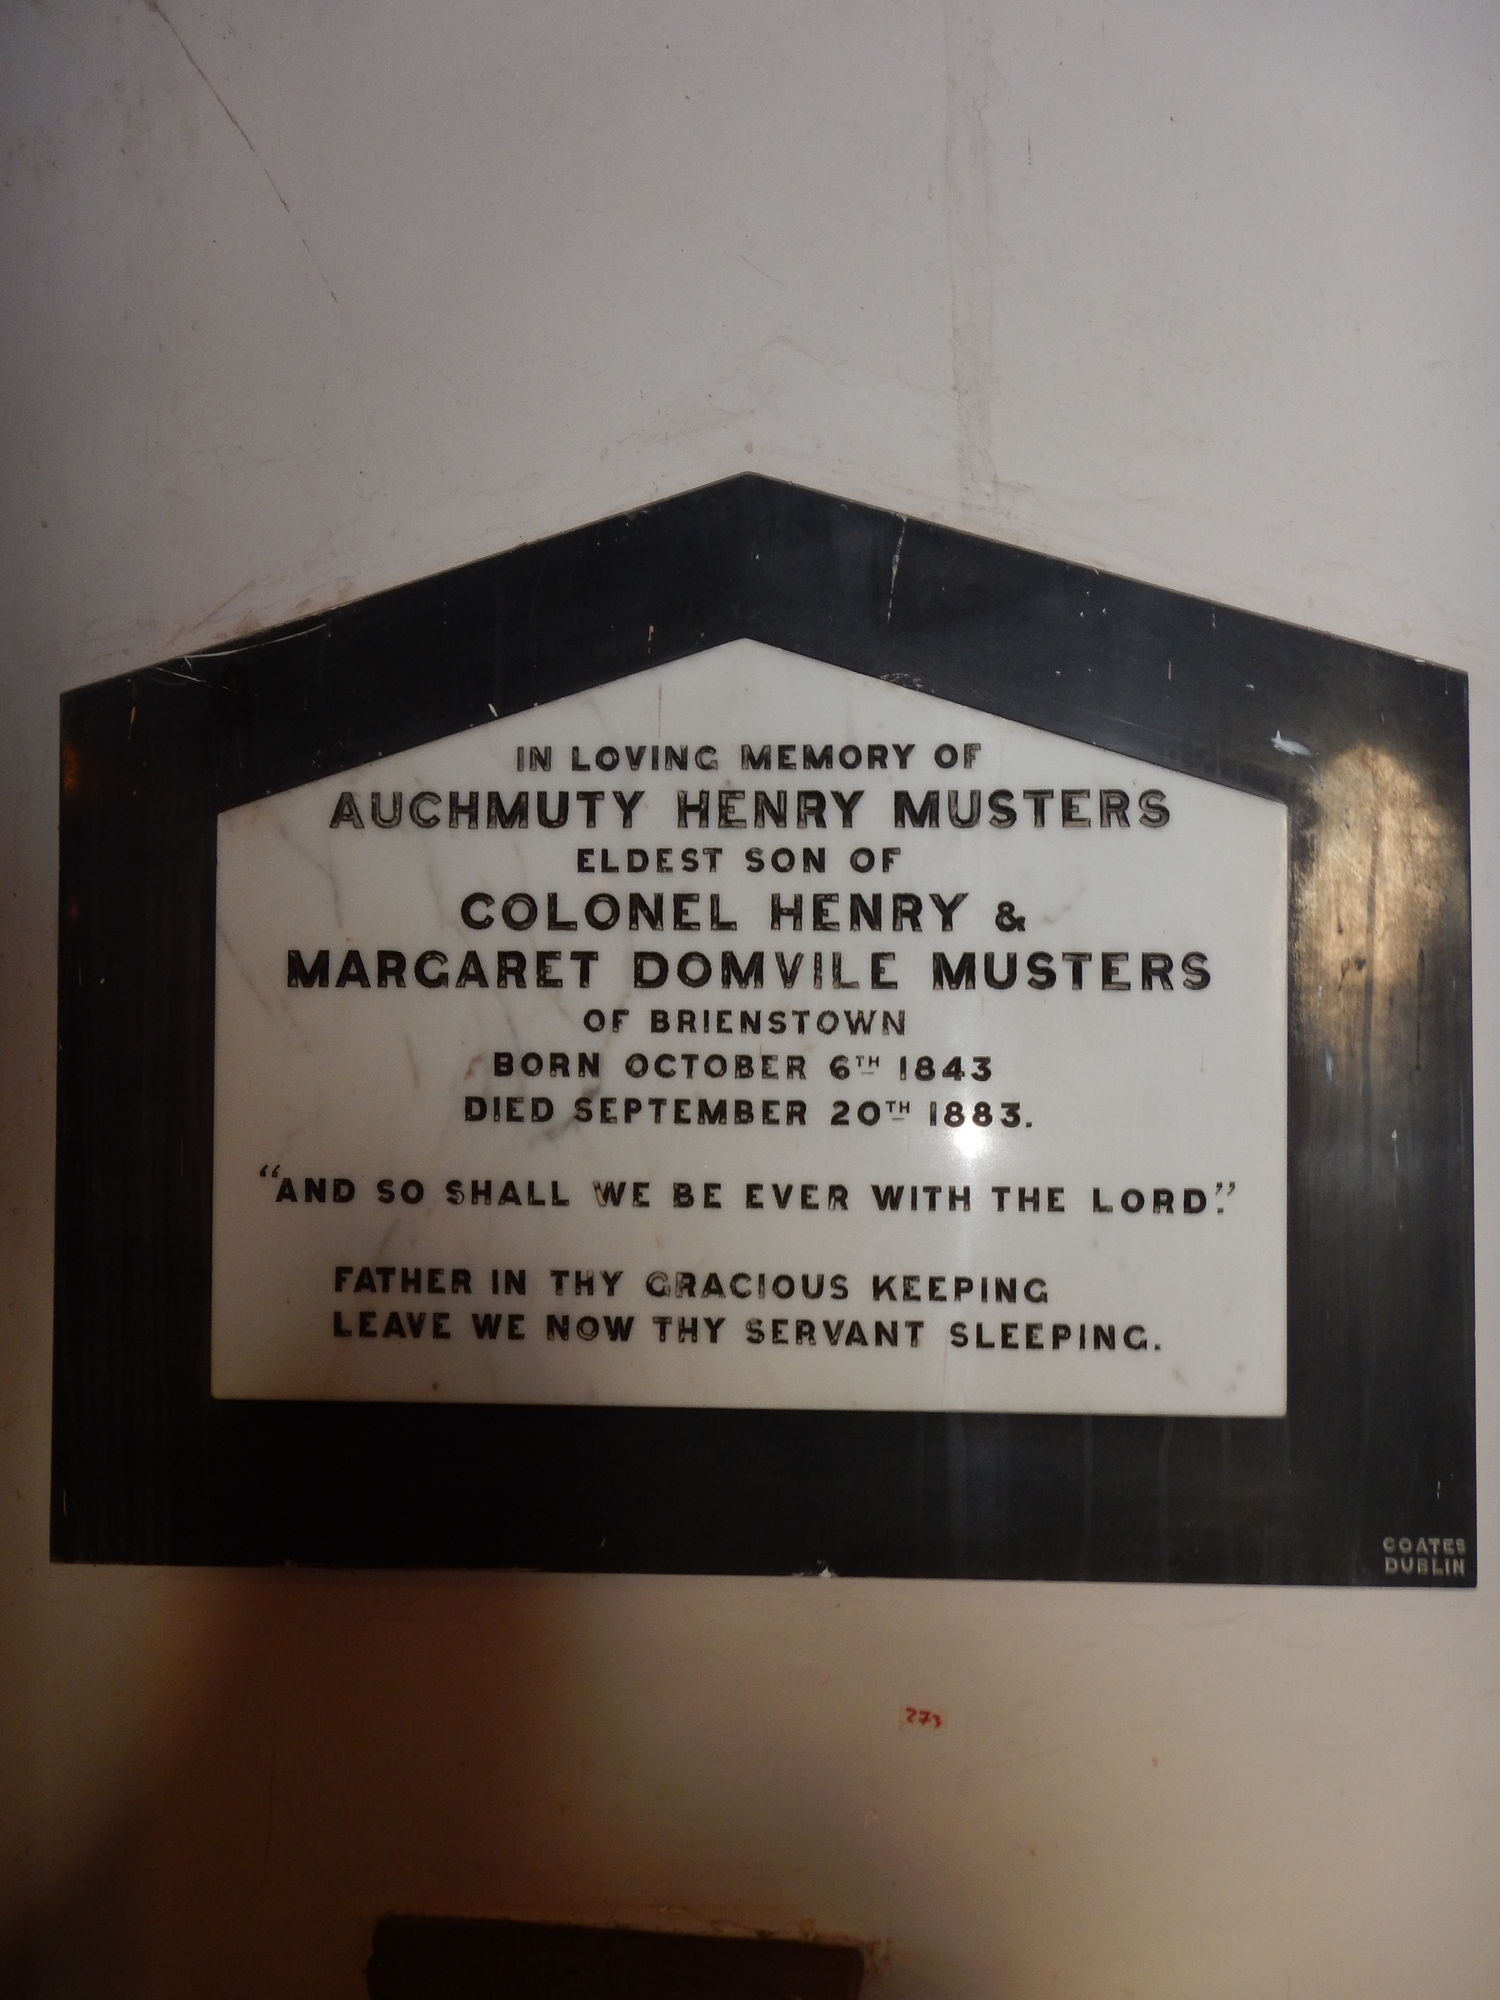 IN LOVING MEMORY OF
AUCHMUTY HENRY MUSTERS
ELDEST SON OF
COLONEL HENRY &
MARGARET DOMVILE MUSTERS
OF BRIENSTOWN
BORN OCTOBER 6TH 1843
DIED SEPTEMBER 20TH 1883.
"AND SO SHALL WE BE EVER WITH THE LORD."
FATHER IN THY GRACIOUS KEEPING
LEAVE WE NOW THY SERVANT SLEEPING.
COATES
DUBLIN
273